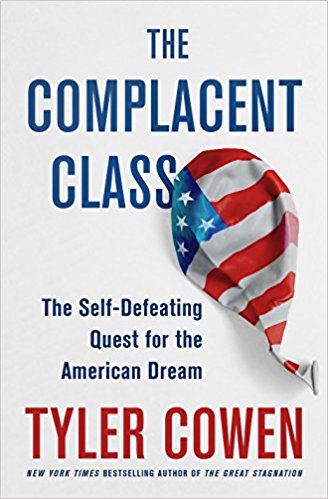 THE
COMPLACENT
CLASS
The Self-Defeating
Quest for the
American Dream
TYLER COWEN
NEW YORK TIMES BESTSELLING AUTHOR OF THE GREAT STAGNATION